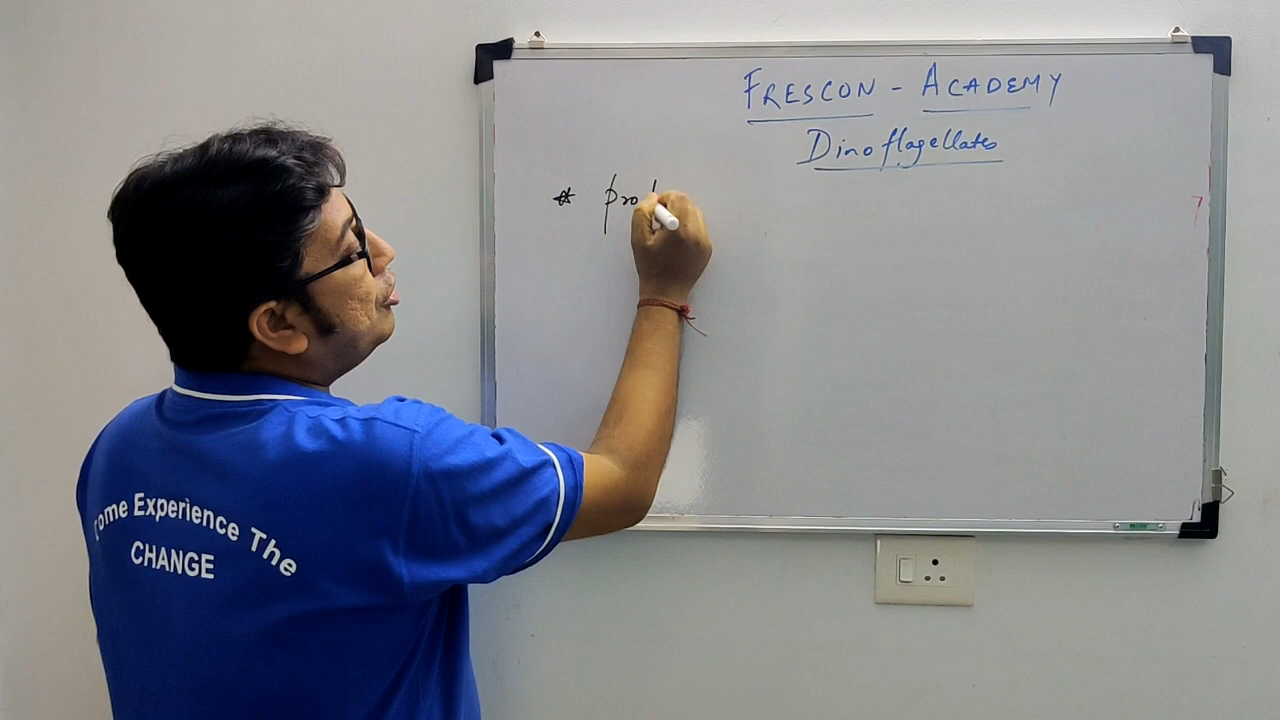 FRESCON - ACADEMY
Dinoflagellates
Come Experience The
CHANGE